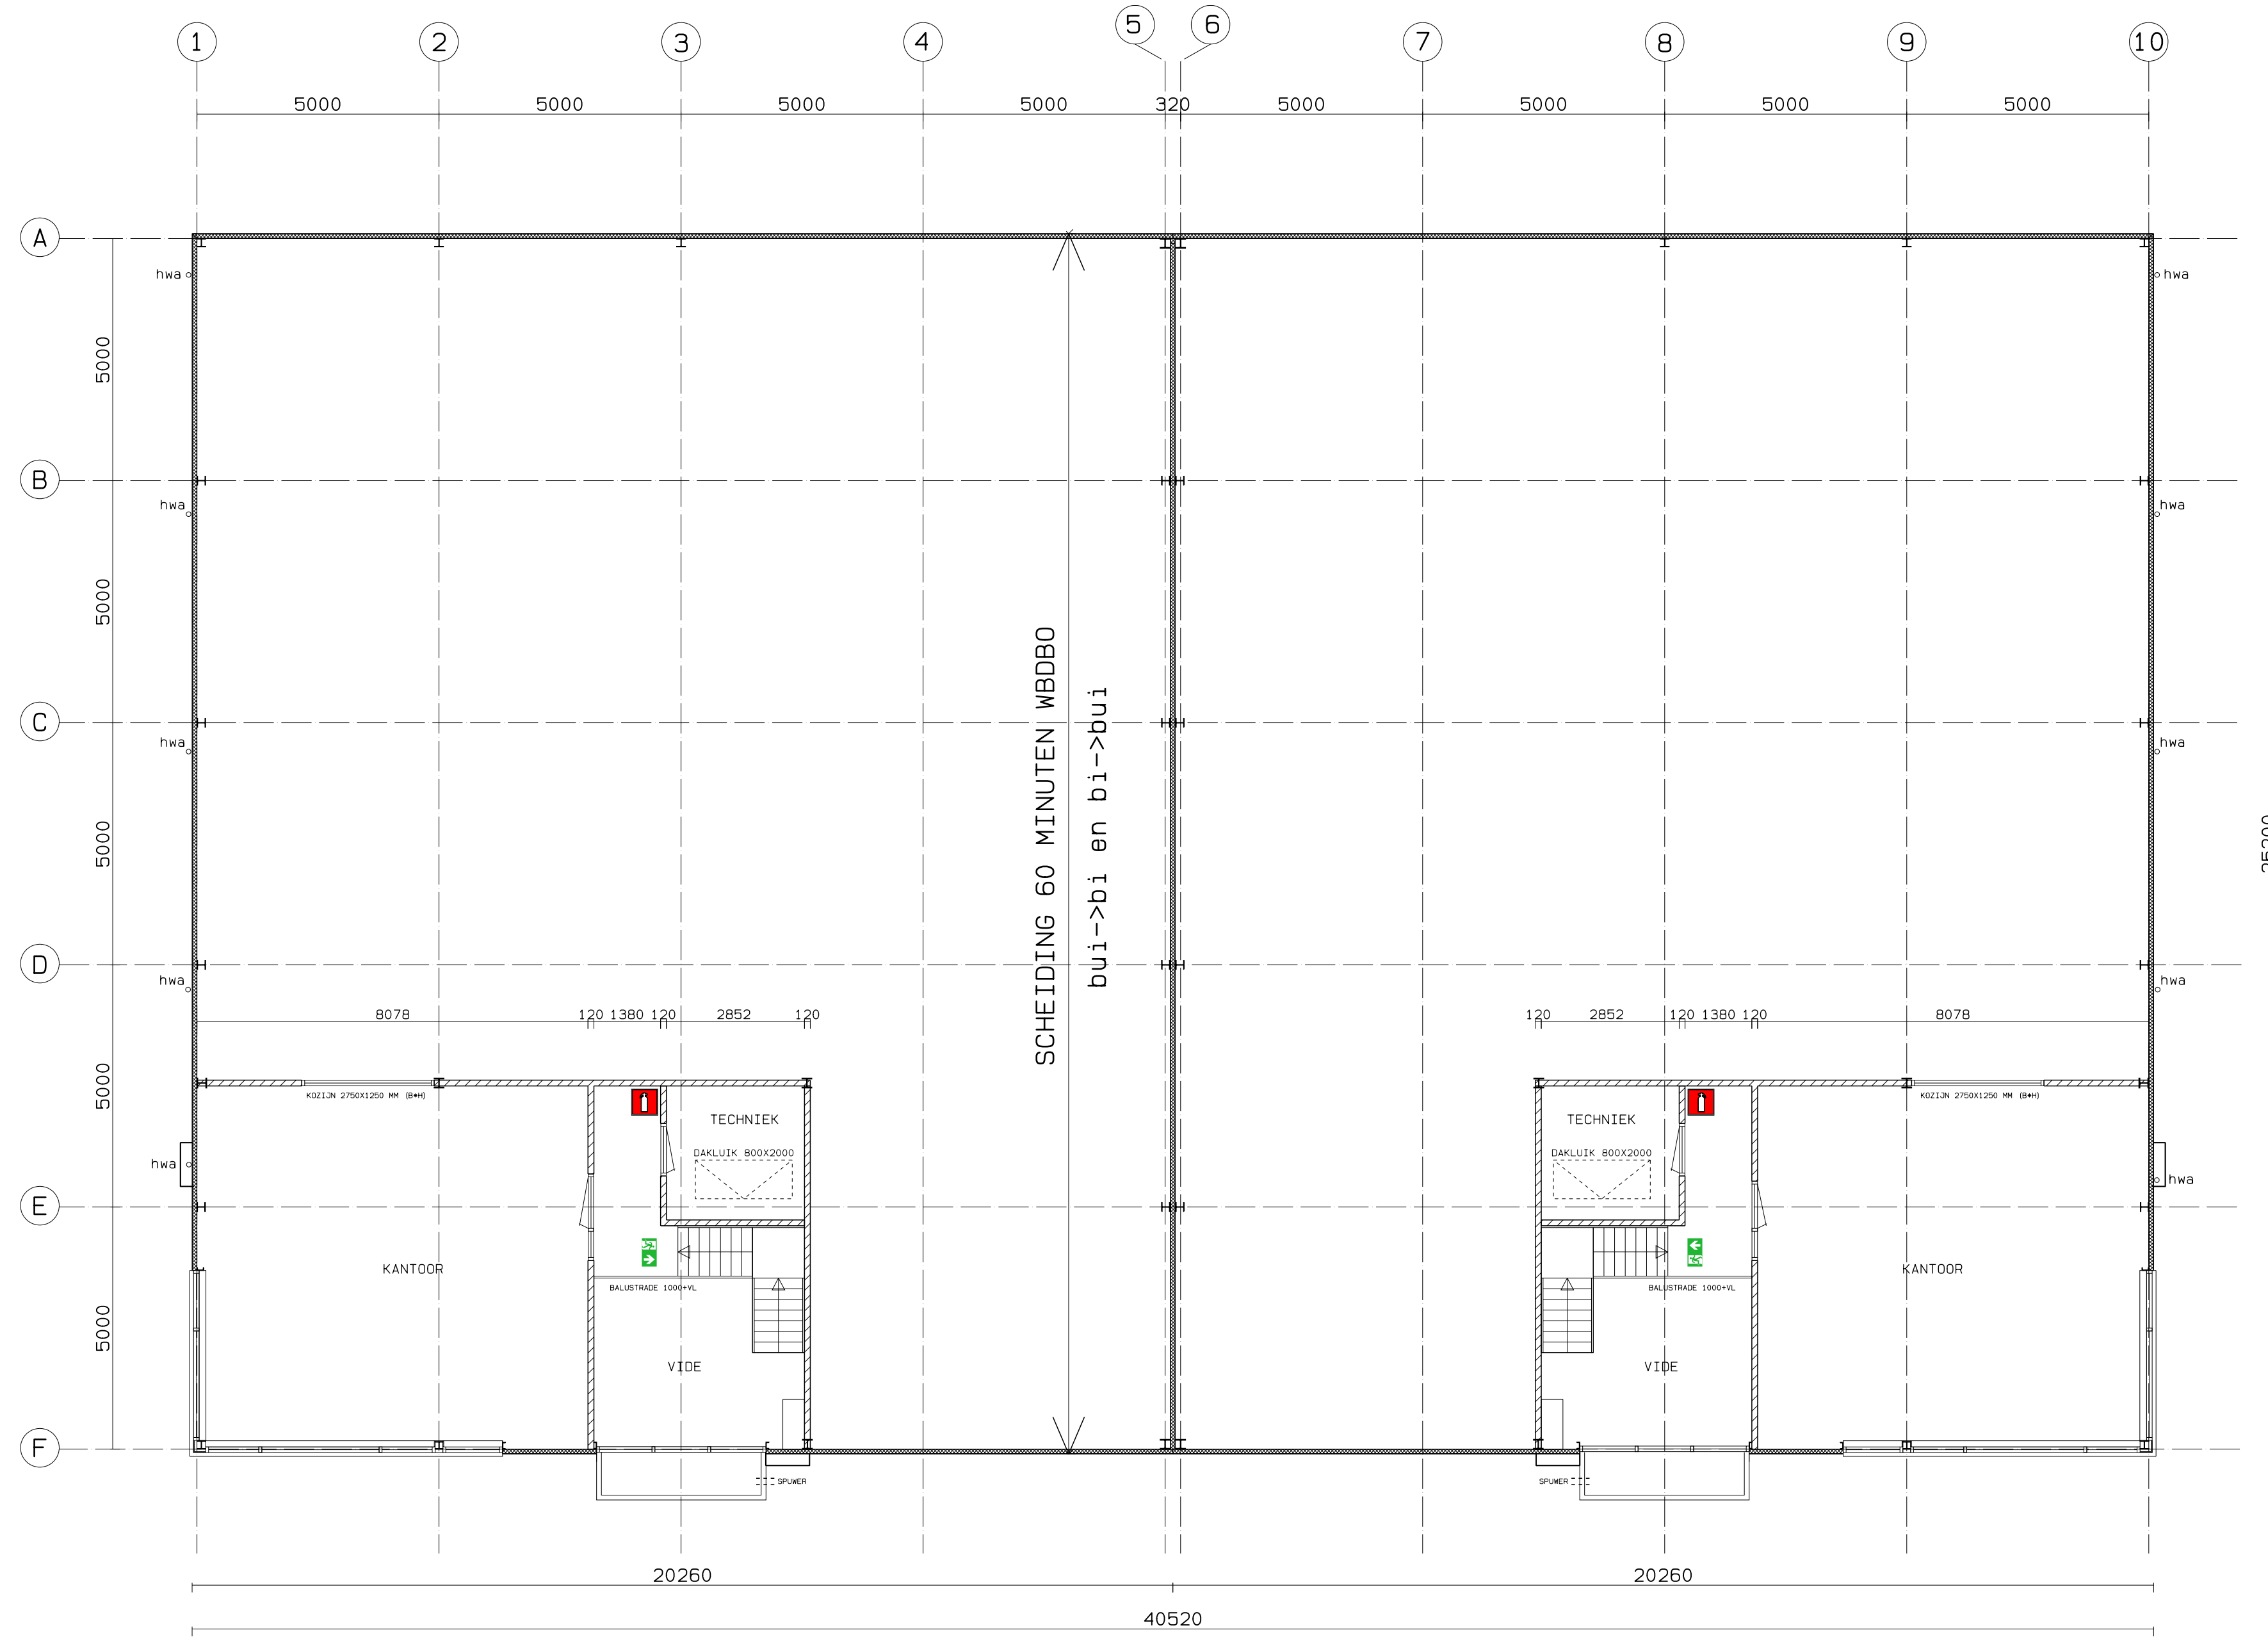 1 2 3 4 5 6 7 8 9 10
5000 5000 5000 5000 320 5000 5000 5000 5000
A
hwa hwa
5000
B
hwa hwa
5000
SCHEIDING 60 MINUTEN WBDBO
bui->bi en bi->bui
C
hwa hwa
5000
25200
D
hwa hwa
8078 120 1380 120 2852 120 120 2852 120 1380 120 8078
5000
KOZIJN 2750X1250 MM (B*H) KOZIJN 2750X1250 MM (B*H)
TECHNIEK TECHNIEK
DAKLUIK 800X2000 DAKLUIK 800X2000
hwa hwa
E
KANTOOR KANTOOR
BALUSTRADE 1000+VL BALUSTRADE 1000+VL
5000
VIDE VIDE
F
SPUWER SPUWER
20260 20260
40520